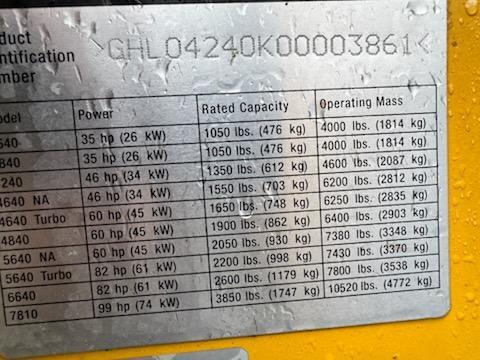 duct
ntification
umber
>GHL04240K00003861<
odel Power Rated Capacity Operating Mass
640 35 hp (26 kW) 1050 lbs. (476 kg) 4000 lbs. (1814 kg)
840 35 hp (26 kW) 1050 lbs. (476 kg) 4000 lbs. (1814 kg)
240 46 hp (34 kW) 1350 lbs. (612 kg) 4600 lbs. (2087 kg)
4640 NA 46 hp (34 kW) 1550 lbs. (703 kg) 6200 lbs. (2812 kg)
4640 Turbo 60 hp (45 kW) 1650 lbs. (748 kg) 6250 lbs. (2835 kg)
4840 60 hp (45 kW) 1900 lbs. (862 kg) 6400 lbs. (2903 kg)
5640 NA 60 hp (45 kW) 2050 lbs. (930 kg) 7380 lbs. (3348 kg)
5640 Turbo 82 hp (61 kW) 2200 lbs. (998 kg) 7430 lbs. (3370 kg)
6640 82 hp (61 kW) 2600 lbs. (1179 kg) 7800 lbs. (3538 kg)
7810 99 hp (74 kW) 3850 lbs. (1747 kg) 10520 lbs. (4772 kg)